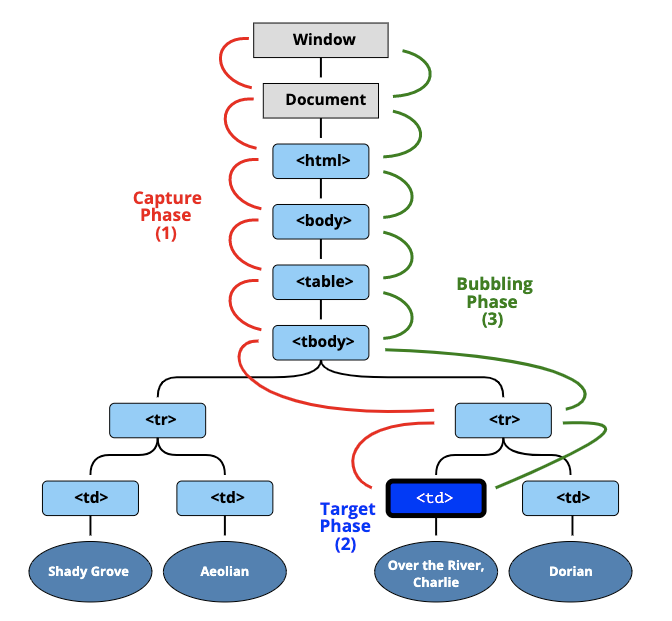 Window
Document
<html>
Capture
Phase
(1)
<body>
<table>
Bubbling
Phase
(3)
<tbody>
<tr>
<tr>
<td>
<td>
<td>
<td>
Target
Phase
(2)
Shady Grove
Aeolian
Over the River,
Charlie
Dorian